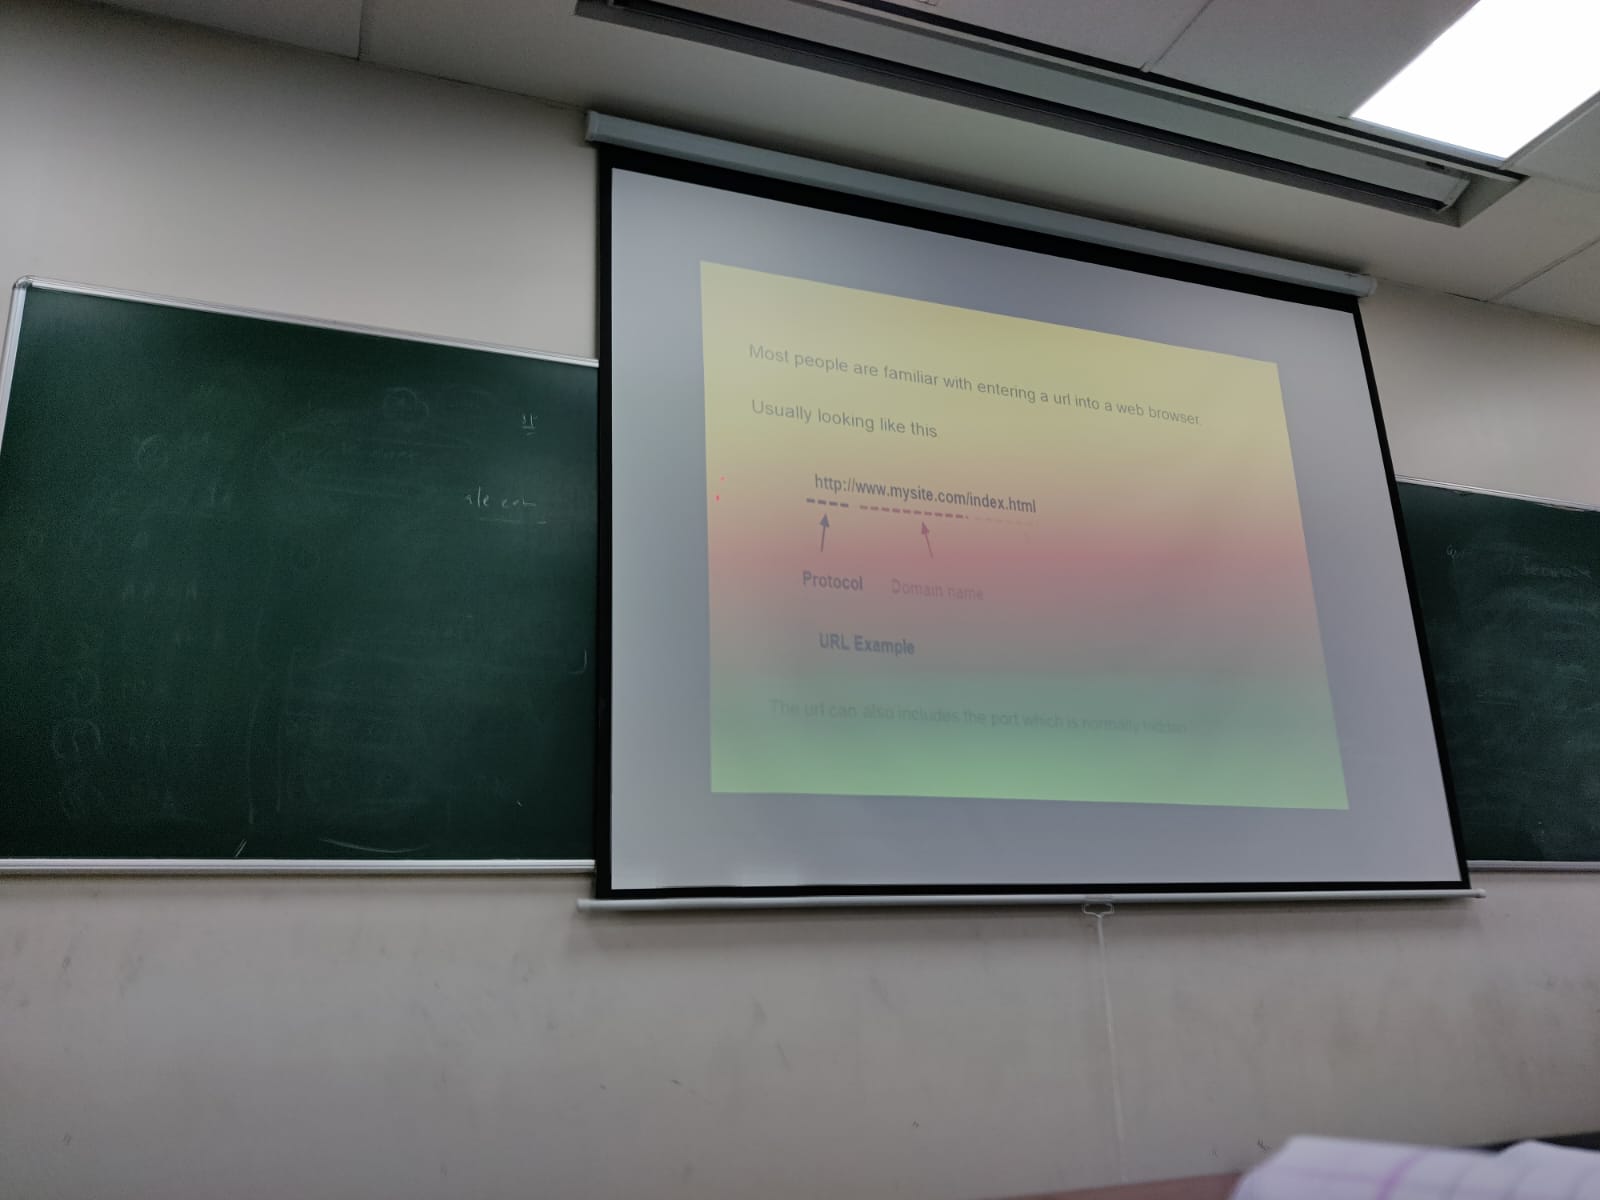 Most people are familiar with entering a url into a web browser.
Usually looking like this
http://www.mysite.com/index.html
Protocol Domain name
URL Example
The url can also includes the port which is normally hidden